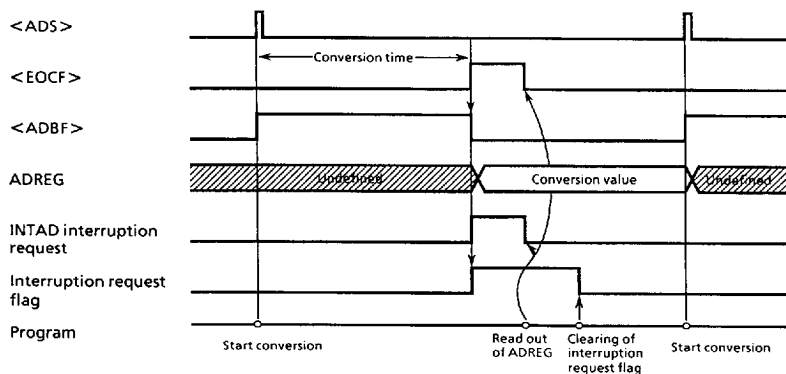 <ADS>
Conversion time
<EOCF>
<ADBF>
ADREG
Undefined
Conversion value
Undefined
INTAD interruption
request
Interruption request
flag
Program
Start conversion
Read out
of ADREG
Clearing of
interruption
request flag
Start conversion